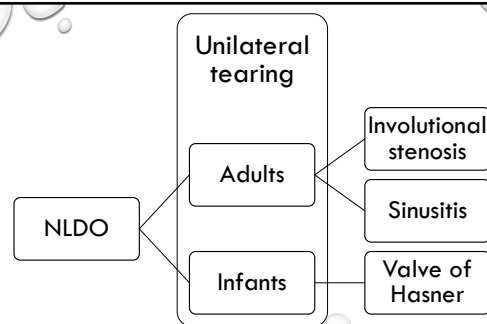 Unilateral
tearing
Involutional
stenosis
Adults
Sinusitis
NLDO
Infants
Valve of
Hasner